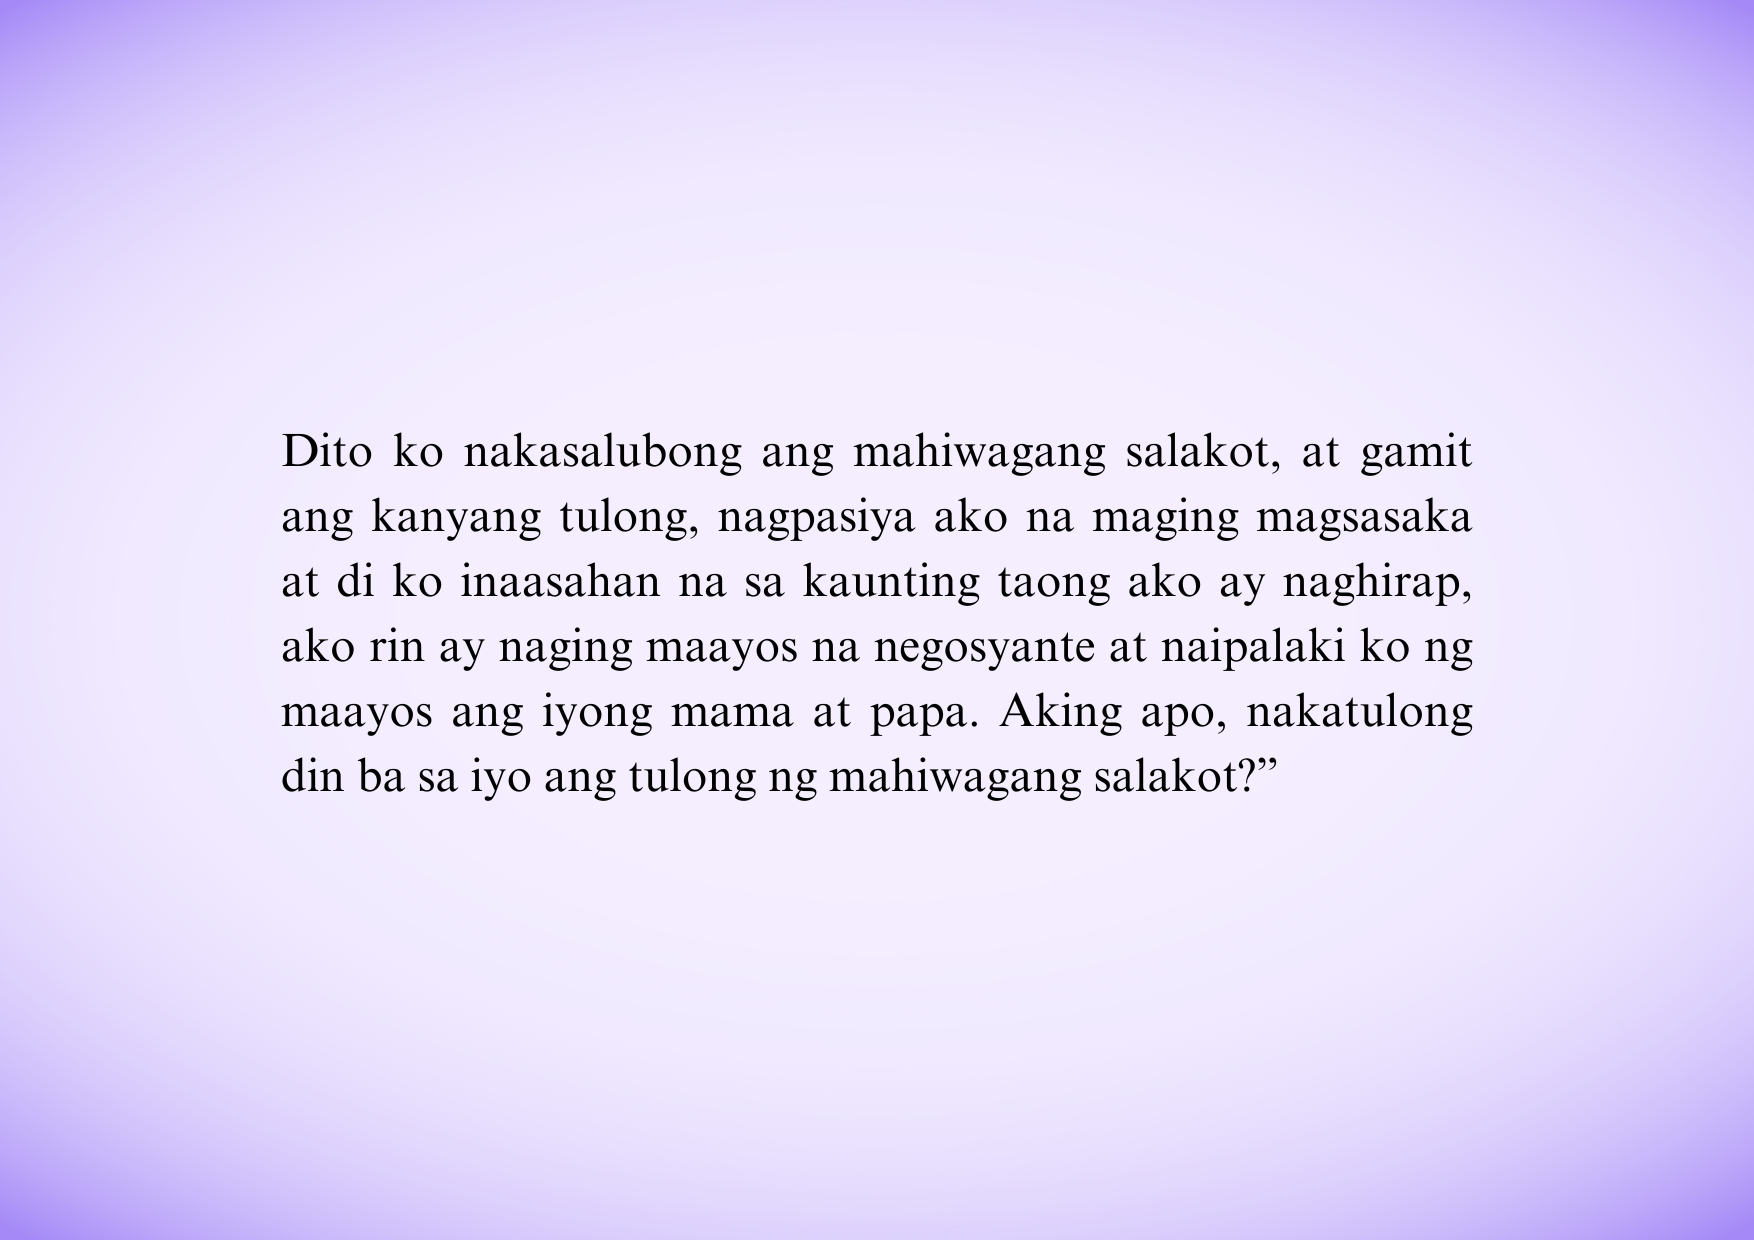 Dito ko nakasalubong ang mahiwagang salakot, at gamit
ang kanyang tulong, nagpasiya ako na maging magsasaka
at di ko inaasahan na sa kaunting taong ako ay naghirap,
ako rin ay naging maayos na negosyante at naipalaki ko ng
maayos ang iyong mama at papa. Aking apo, nakatulong
din ba sa iyo ang tulong ng mahiwagang salakot?”